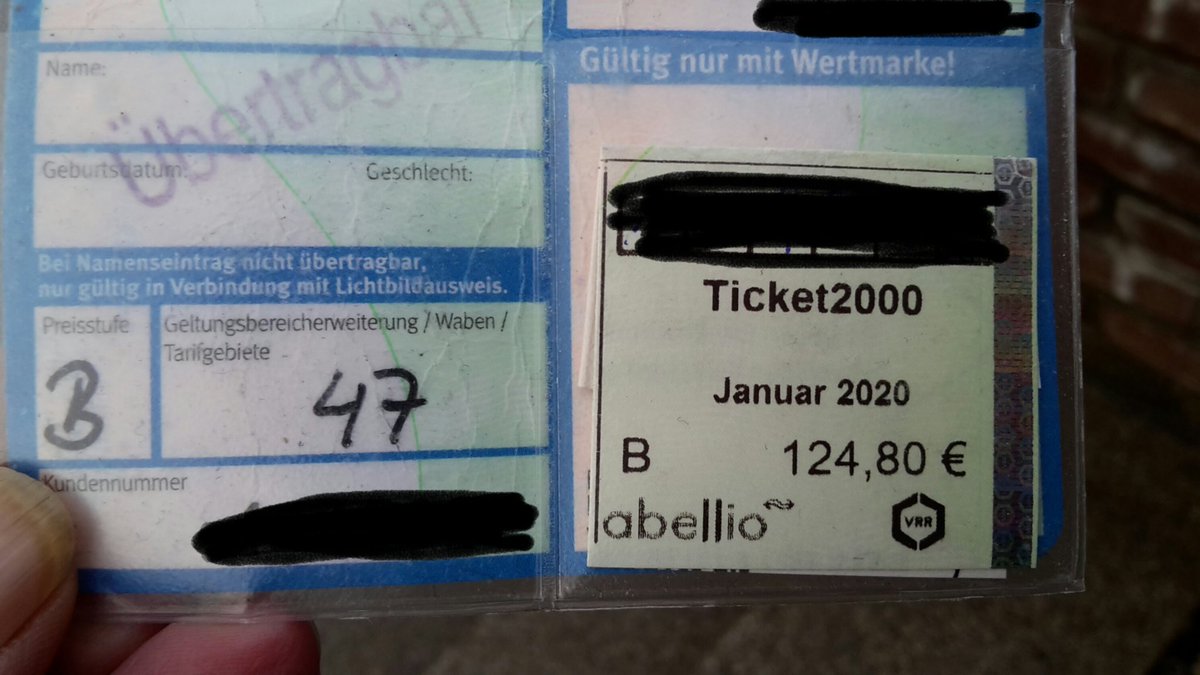 Übertragbar
Name:
Geburtsdatum: Geschlecht:
Bei Namenseintrag nicht übertragbar,
nur gültig in Verbindung mit Lichtbildausweis.
Preisstufe
B
Geltungsbereicherweiterung / Waben /
Tarifgebiete
47
Kundennummer
Gültig nur mit Wertmarke!
Ticket2000
Januar 2020
B 124,80 €
abellio
VRR